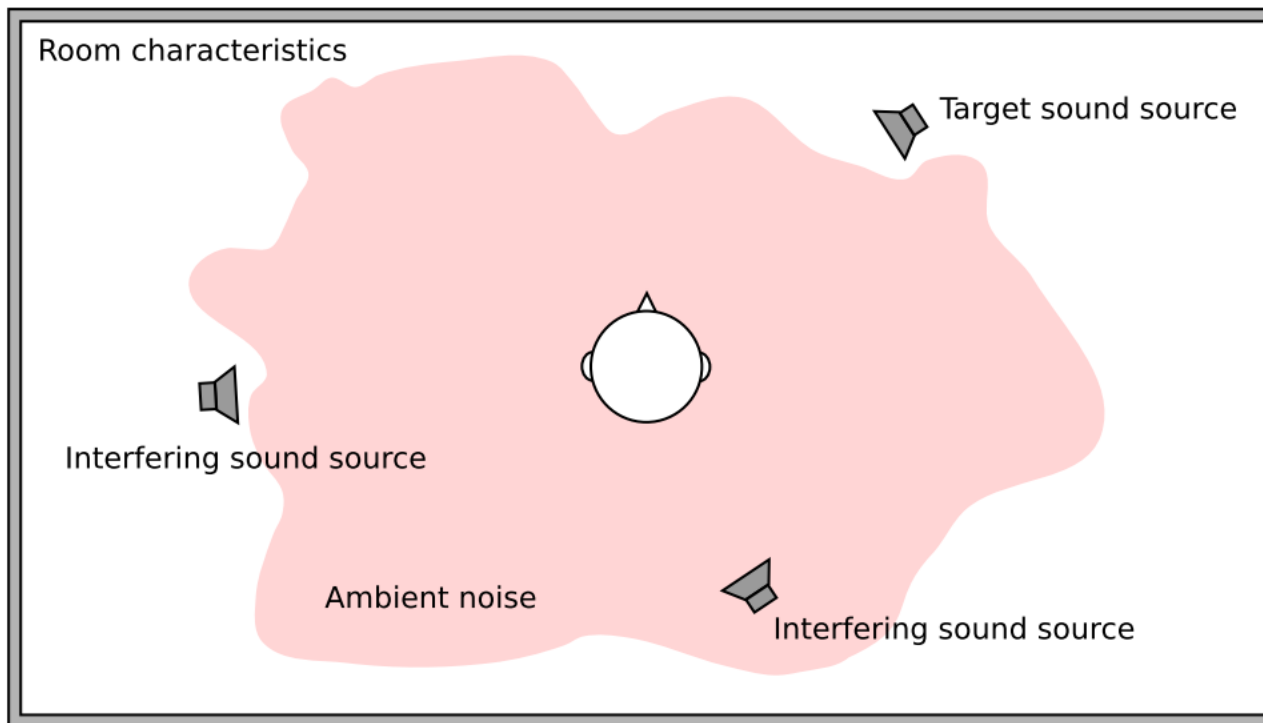 Room characteristics
Target sound source
Interfering sound source
Ambient noise
Interfering sound source